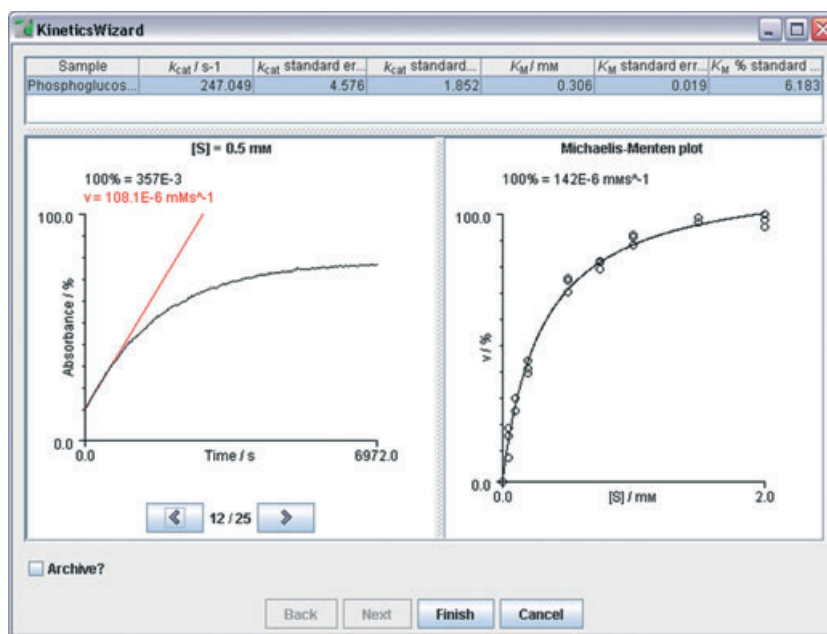 KineticsWizard
Sample kcat / s-1 kcat standard er... kcat standard... KM / mM KM standard err... KM % standard ...
Phosphoglucos... 247.049 4.576 1.852 0.306 0.019 6.183
[S] = 0.5 mM
100% = 357E-3
v = 108.1E-6 mMs^-1
100.0
Absorbance / %
0.0
0.0 Time / s 6972.0
12 / 25
Michaelis-Menten plot
100% = 142E-6 mMs^-1
100.0
v / %
0.0
0.0 [S] / mM 2.0
Archive?
Back Next Finish Cancel